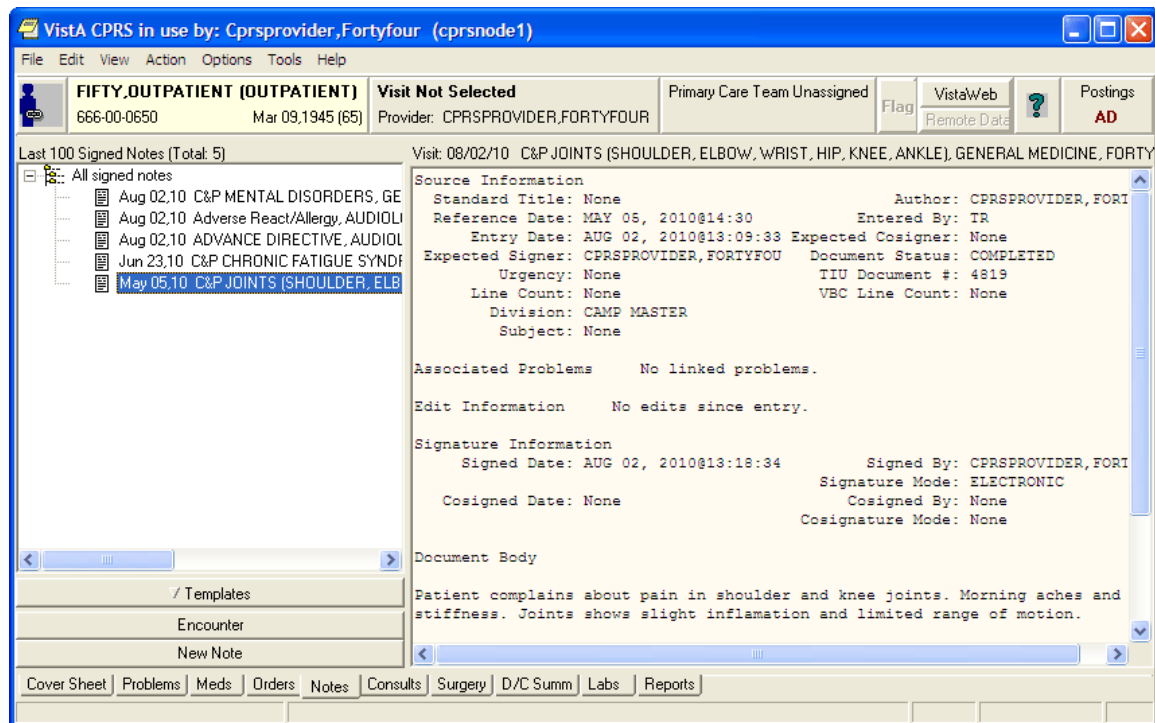 VistA CPRS in use by: Cprsprovider,Fortyfour (cprsnode1)
File Edit View Action Options Tools Help
FIFTY,OUTPATIENT (OUTPATIENT) Visit Not Selected Primary Care Team Unassigned Flag VistaWeb ? Postings
666-00-0650 Mar 09,1945 (65) Provider: CPRSPROVIDER,FORTYFOUR Remote Data AD
Last 100 Signed Notes (Total: 5)
All signed notes
Aug 02,10 C&P MENTAL DISORDERS, GE
Aug 02,10 Adverse React/Allergy, AUDIOL
Aug 02,10 ADVANCE DIRECTIVE, AUDIOL
Jun 23,10 C&P CHRONIC FATIGUE SYNDF
May 05,10 C&P JOINTS (SHOULDER, ELB
Templates
Encounter
New Note
Visit: 08/02/10 C&P JOINTS (SHOULDER, ELBOW, WRIST, HIP, KNEE, ANKLE), GENERAL MEDICINE, FORTY
Source Information
Standard Title: None Author: CPRSPROVIDER,FORT
Reference Date: MAY 05, 2010@14:30 Entered By: TR
Entry Date: AUG 02, 2010@13:09:33 Expected Cosigner: None
Expected Signer: CPRSPROVIDER,FORTYFOU Document Status: COMPLETED
Urgency: None TIU Document #: 4819
Line Count: None VBC Line Count: None
Division: CAMP MASTER
Subject: None
Associated Problems No linked problems.
Edit Information No edits since entry.
Signature Information
Signed Date: AUG 02, 2010@13:18:34 Signed By: CPRSPROVIDER,FORT
Signature Mode: ELECTRONIC
Cosigned Date: None Cosigned By: None
Cosignature Mode: None
Document Body
Patient complains about pain in shoulder and knee joints. Morning aches and
stiffness. Joints shows slight inflamation and limited range of motion.
Cover Sheet Problems Meds Orders Notes Consults Surgery D/C Summ Labs Reports